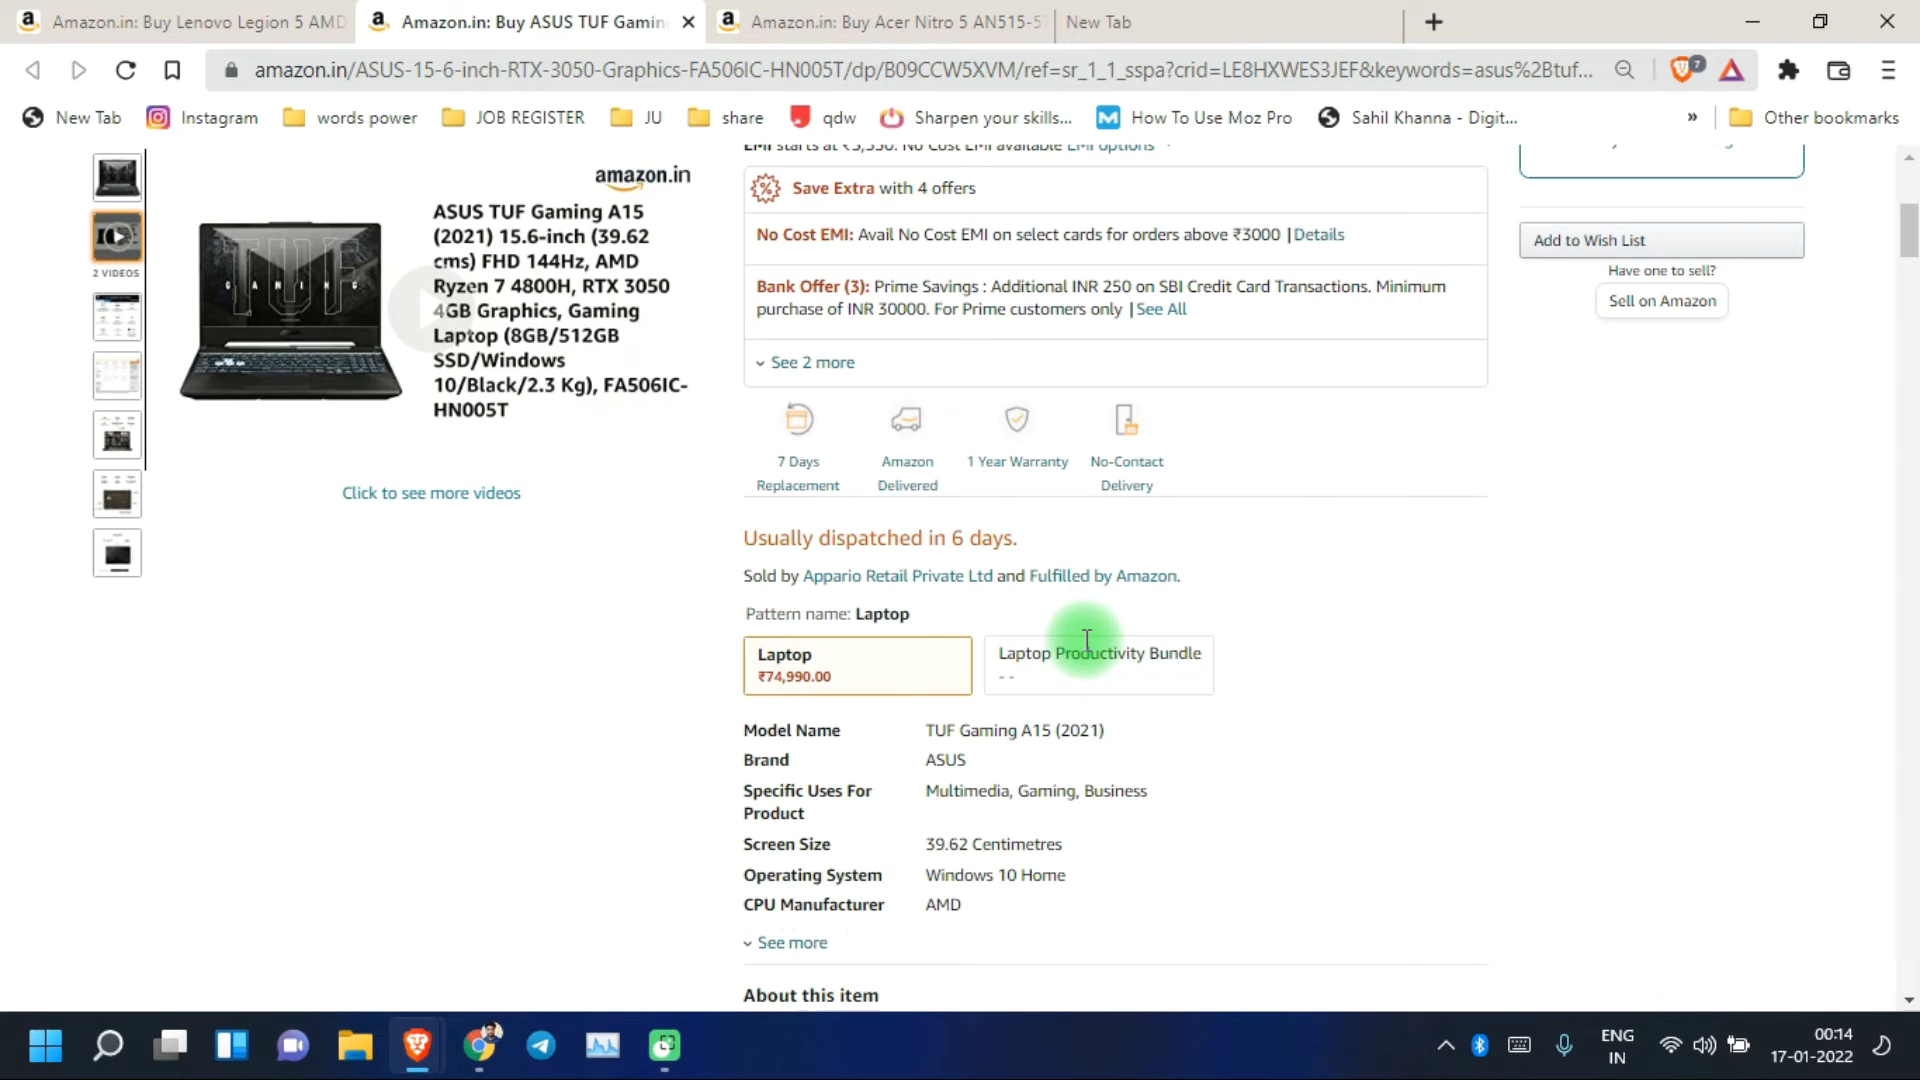 Amazon.in: Buy Lenovo Legion 5 AMD
Amazon.in: Buy ASUS TUF Gamin
Amazon.in: Buy Acer Nitro 5 AN515-5
New Tab
amazon.in/ASUS-15-6-inch-RTX-3050-Graphics-FA506IC-HN005T/dp/B09CCW5XVM/ref=sr_1_1_sspa?crid=LE8HXWES3JEF&keywords=asus%2Btuf...
7
New Tab
Instagram
words power
JOB REGISTER
JU
share
qdw
Sharpen your skills...
How To Use Moz Pro
Sahil Khanna - Digit...
»
Other bookmarks
2 VIDEOS
amazon.in
ASUS TUF Gaming A15
(2021) 15.6-inch (39.62
cms) FHD 144Hz, AMD
Ryzen 7 4800H, RTX 3050
4GB Graphics, Gaming
Laptop (8GB/512GB
SSD/Windows
10/Black/2.3 Kg), FA506IC-
HN005T
Click to see more videos
EMI starts at ₹3,530. No Cost EMI available EMI options
Save Extra with 4 offers
No Cost EMI: Avail No Cost EMI on select cards for orders above ₹3000 |Details
Bank Offer (3): Prime Savings : Additional INR 250 on SBI Credit Card Transactions. Minimum
purchase of INR 30000. For Prime customers only |See All
See 2 more
7 Days
Replacement
Amazon
Delivered
1 Year Warranty
No-Contact
Delivery
Usually dispatched in 6 days.
Sold by Appario Retail Private Ltd and Fulfilled by Amazon.
Pattern name: Laptop
Laptop
₹74,990.00
Laptop Productivity Bundle
- -
Model Name TUF Gaming A15 (2021)
Brand ASUS
Specific Uses For Multimedia, Gaming, Business
Product
Screen Size 39.62 Centimetres
Operating System Windows 10 Home
CPU Manufacturer AMD
See more
About this item
Add to Wish List
Have one to sell?
Sell on Amazon
ENG
IN
00:14
17-01-2022